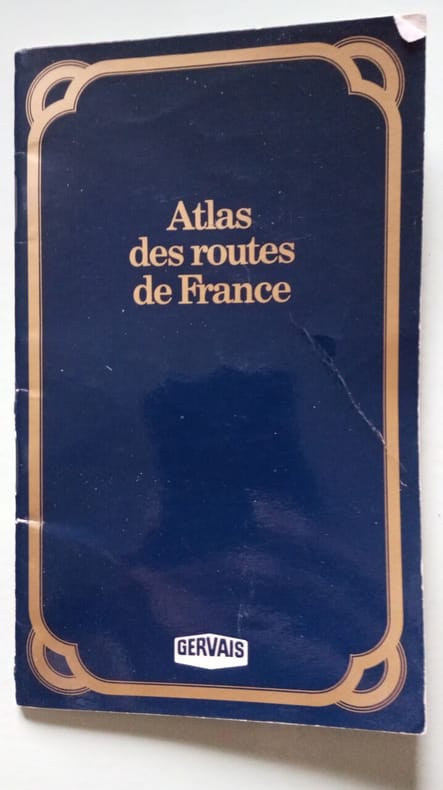 Atlas
des routes
de France
GERVAIS